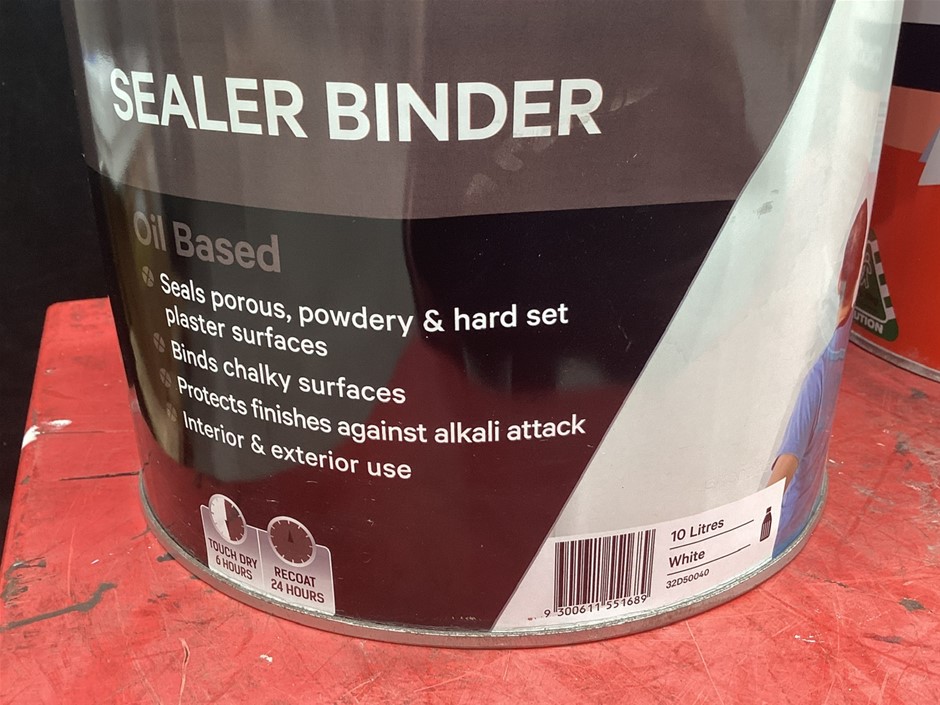 SEALER BINDER
Oil Based
Seals porous, powdery & hard set
plaster surfaces
Binds chalky surfaces
Protects finishes against alkali attack
Interior & exterior use
TOUCH DRY
6 HOURS
RECOAT
24 HOURS
10 Litres
White
32D50040
9 300611 551689
UTION